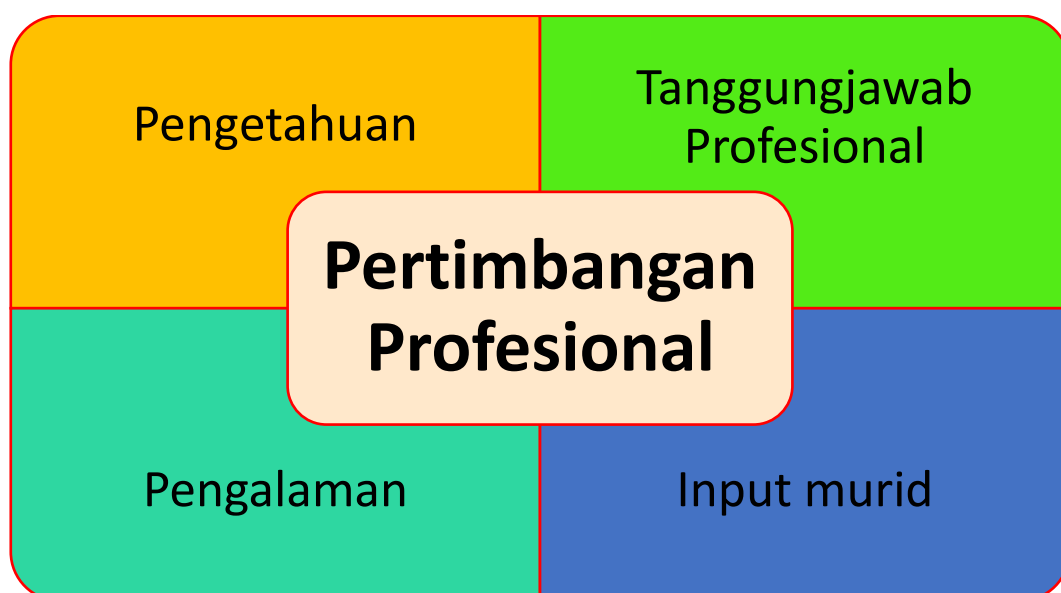 Pengetahuan
Tanggungjawab
Profesional
Pertimbangan
Profesional
Pengalaman
Input murid